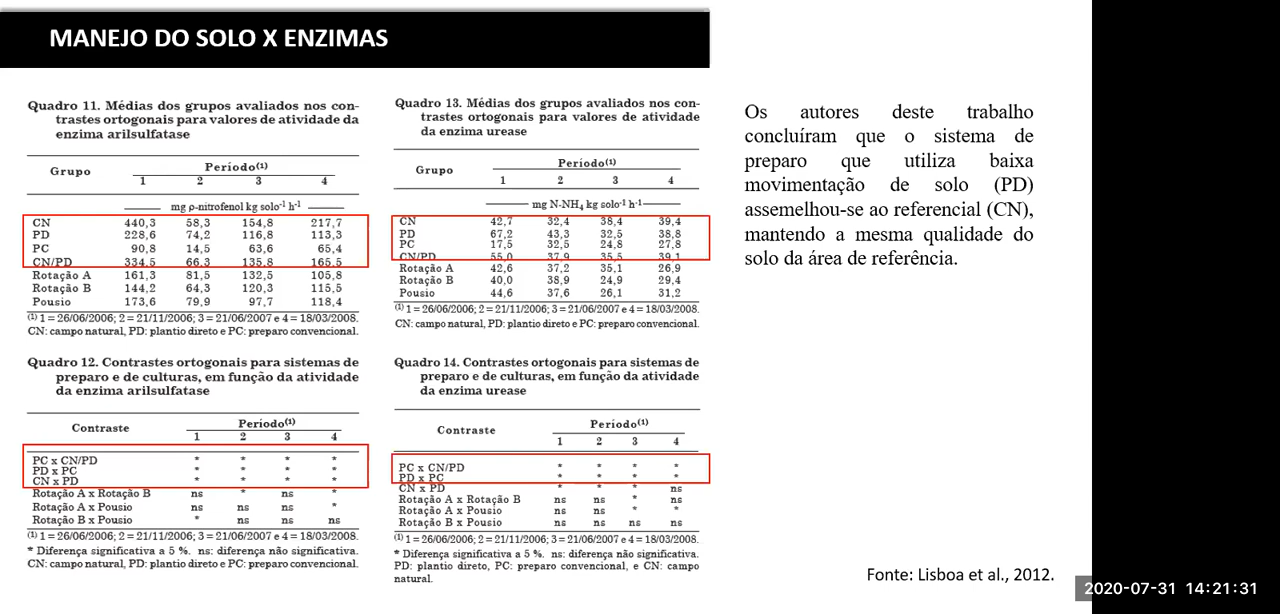 MANEJO DO SOLO X ENZIMAS
Quadro 11. Médias dos grupos avaliados nos con-
trastes ortogonais para valores de atividade da
enzima arilsulfatase
Grupo Período(1)
1 2 3 4
mg ρ-nitrofenol kg solo-1 h-1
CN 440,3 58,3 154,8 217,7
PD 228,6 74,2 116,8 113,3
PC 90,8 14,5 63,6 65,4
CN/PD 334,5 66,3 135,8 165,5
Rotação A 161,3 81,5 132,5 105,8
Rotação B 144,2 64,3 120,3 115,5
Pousio 173,6 79,9 97,7 118,4
(1) 1 = 26/06/2006; 2 = 21/11/2006; 3 = 21/06/2007 e 4 = 18/03/2008.
CN: campo natural, PD: plantio direto e PC: preparo convencional.
Quadro 12. Contrastes ortogonais para sistemas de
preparo e de culturas, em função da atividade
da enzima arilsulfatase
Contraste Período(1)
1 2 3 4
PC x CN/PD * * * *
PD x PC * * * *
CN x PD * * * *
Rotação A x Rotação B ns * ns *
Rotação A x Pousio ns ns ns *
Rotação B x Pousio * ns ns ns
(1) 1 = 26/06/2006; 2 = 21/11/2006; 3 = 21/06/2007 e 4 = 18/03/2008.
* Diferença significativa a 5 %. ns: diferença não significativa.
CN: campo natural, PD: plantio direto e PC: preparo convencional.
Quadro 13. Médias dos grupos avaliados nos con-
trastes ortogonais para valores de atividade
da enzima urease
Grupo Período(1)
1 2 3 4
mg N-NH4 kg solo-1 h-1
CN 42,7 32,4 38,4 39,4
PD 67,2 43,3 32,5 38,8
PC 17,5 32,5 24,8 27,8
CN/PD 55,0 37,9 35,5 39,1
Rotação A 42,6 37,2 35,1 26,9
Rotação B 40,0 38,9 24,9 29,4
Pousio 44,6 37,6 26,1 31,2
(1) 1 = 26/06/2006; 2 = 21/11/2006; 3 = 21/06/2007 e 4 = 18/03/2008.
CN: campo natural, PD: plantio direto e PC: preparo convencional.
Quadro 14. Contrastes ortogonais para sistemas de
preparo e de culturas, em função da atividade
da enzima urease
Contraste Período(1)
1 2 3 4
PC x CN/PD * * * *
PD x PC * * * *
CN x PD * * * ns
Rotação A x Rotação B ns ns * ns
Rotação A x Pousio ns ns * *
Rotação B x Pousio ns ns ns ns
(1) 1 = 26/06/2006; 2 = 21/11/2006; 3 = 21/06/2007 e 4 = 18/03/2008.
* Diferença significativa a 5 %. ns: diferença não significativa.
PD: plantio direto, PC: preparo convencional, e CN: campo
natural.
Os autores deste trabalho
concluíram que o sistema de
preparo que utiliza baixa
movimentação de solo (PD)
assemelhou-se ao referencial (CN),
mantendo a mesma qualidade do
solo da área de referência.
Fonte: Lisboa et al., 2012.
2020-07-31 14:21:31